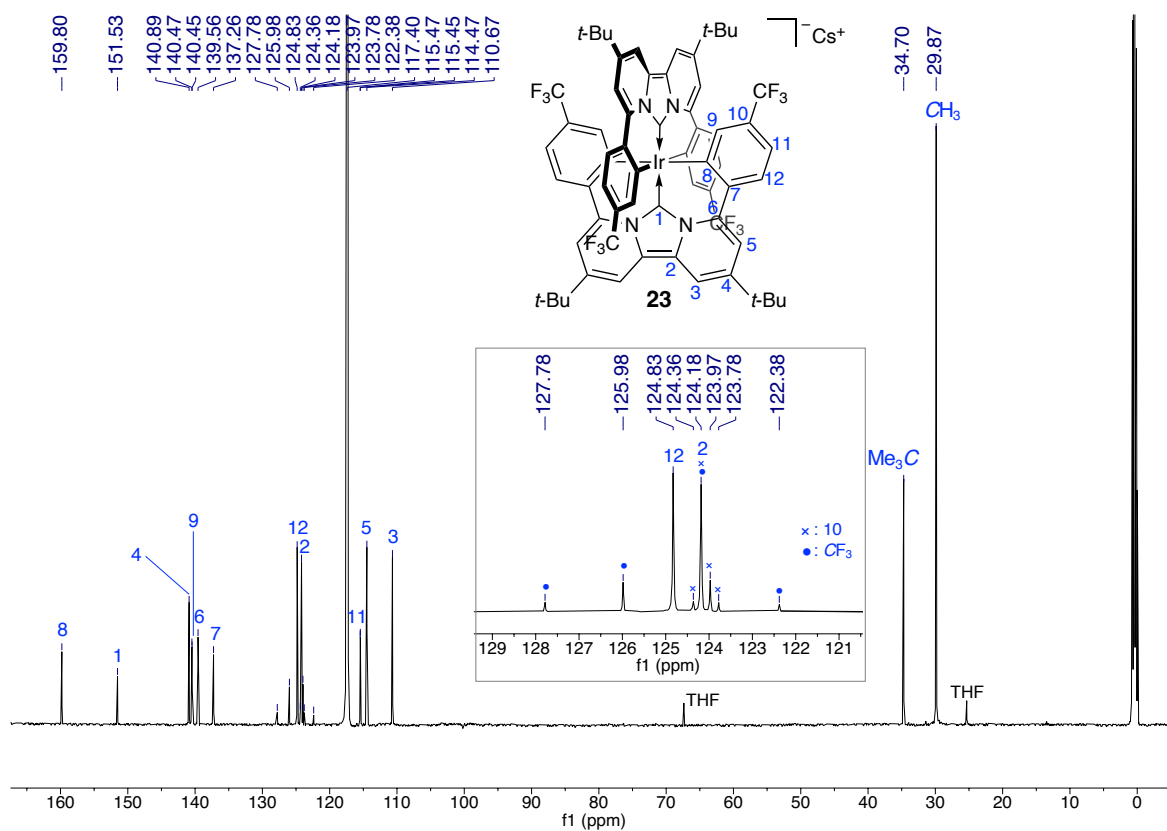 159.80
151.53
140.89
140.47
140.45
139.56
137.26
127.78
125.98
124.83
124.36
124.18
123.97
123.78
122.38
117.40
115.47
115.45
114.47
110.67
34.70
29.87
t-Bu
t-Bu
] − Cs+
F3C
CF3
N
N
9
10
11
Ir
8
12
7
6
1
N
N
CF3
F3C
5
2
3
4
t-Bu
23
t-Bu
CH3
Me3C
127.78
125.98
124.83
124.36
124.18
123.97
123.78
122.38
12
2
×
•
•
•
×
×
×
•
× : 10
• : CF3
129 128 127 126 125 124 123 122 121
f1 (ppm)
8
1
4
9
6
7
12
2
11
5
3
THF
THF
160 150 140 130 120 110 100 90 80 70 60 50 40 30 20 10 0
f1 (ppm)